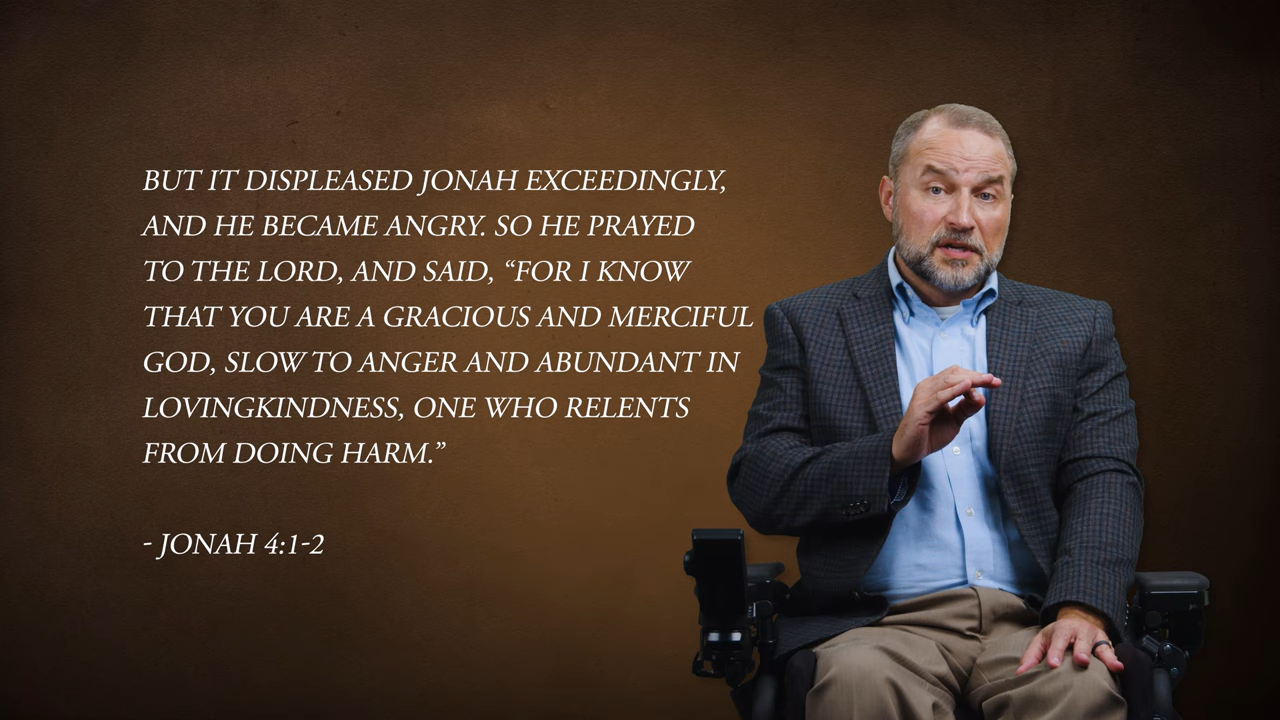 BUT IT DISPLEASED JONAH EXCEEDINGLY,
AND HE BECAME ANGRY. SO HE PRAYED
TO THE LORD, AND SAID, “FOR I KNOW
THAT YOU ARE A GRACIOUS AND MERCIFUL
GOD, SLOW TO ANGER AND ABUNDANT IN
LOVINGKINDNESS, ONE WHO RELENTS
FROM DOING HARM.”
- JONAH 4:1-2